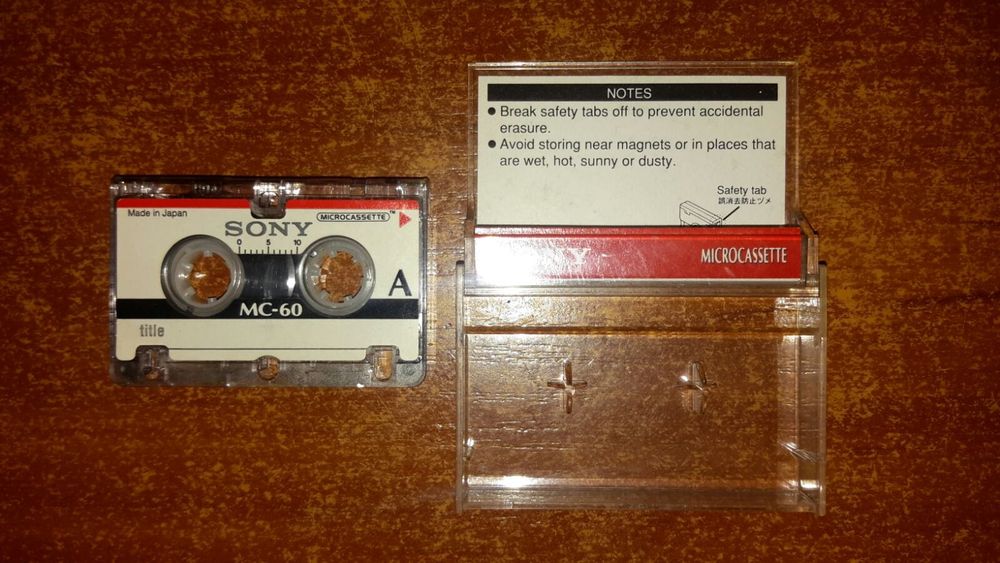 Made in Japan
MICROCASSETTE™
SONY
0 5 10
A
MC-60
title
NOTES
● Break safety tabs off to prevent accidental
erasure.
● Avoid storing near magnets or in places that
are wet, hot, sunny or dusty.
Safety tab
誤消去防止ツメ
MICROCASSETTE